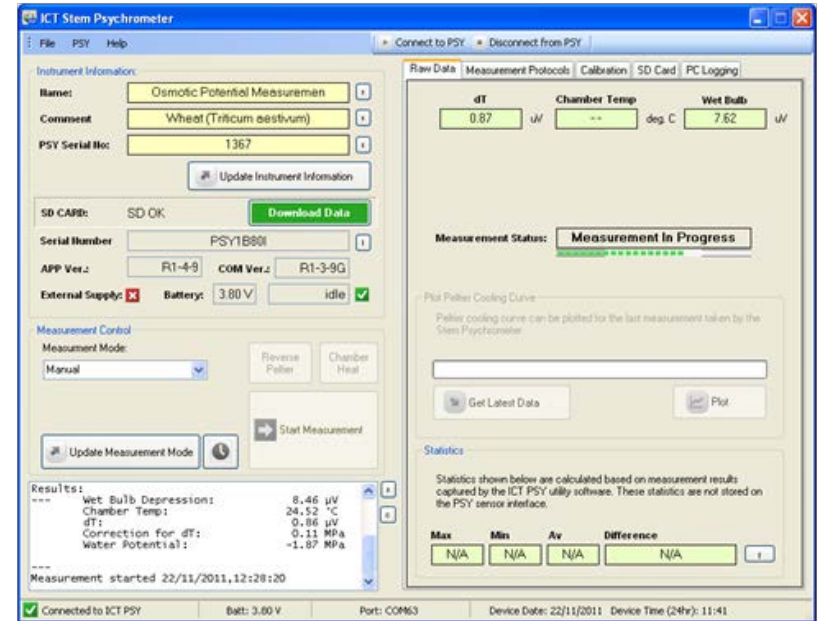 ICT Stem Psychrometer
File PSY Help
Connect to PSY Disconnect from PSY
Instrument Information:
Name: Osmotic Potential Measuremen
Comment Wheat (Triticum aestivum)
PSY Serial No: 1367
Update Instrument Information
SD CARD: SD OK Download Data
Serial Number PSY1B80I
APP Ver.: R1-4-9 COM Ver.: R1-3-9G
External Supply: Battery: 3.80 V idle
Measurement Control
Measurment Mode:
Manual
Reverse Peltier
Chamber Heat
Start Measurement
Update Measurement Mode
Results:
--- Wet Bulb Depression: 8.46 µV
Chamber Temp: 24.52 °C
dT: 0.86 µV
Correction for dT: 0.11 MPa
Water Potential: -1.87 MPa
---
Measurement started 22/11/2011,12:28:20
Raw Data Measurement Protocols Calibration SD Card PC Logging
dT Chamber Temp Wet Bulb
0.87 uV -- deg. C 7.62 uV
Measurement Status: Measurement In Progress
Plot Peltier Cooling Curve
Peltier cooling curve can be plotted for the last measurement taken by the
Stem Psychrometer
Get Latest Data Plot
Statistics
Statistics shown below are calculated based on measurement results
captured by the ICT PSY utility software. These statistics are not stored on
the PSY sensor interface.
Max Min Av Difference
N/A N/A N/A N/A r
Connected to ICT PSY Batt: 3.80 V Port: COM63 Device Date: 22/11/2011 Device Time (24hr): 11:41